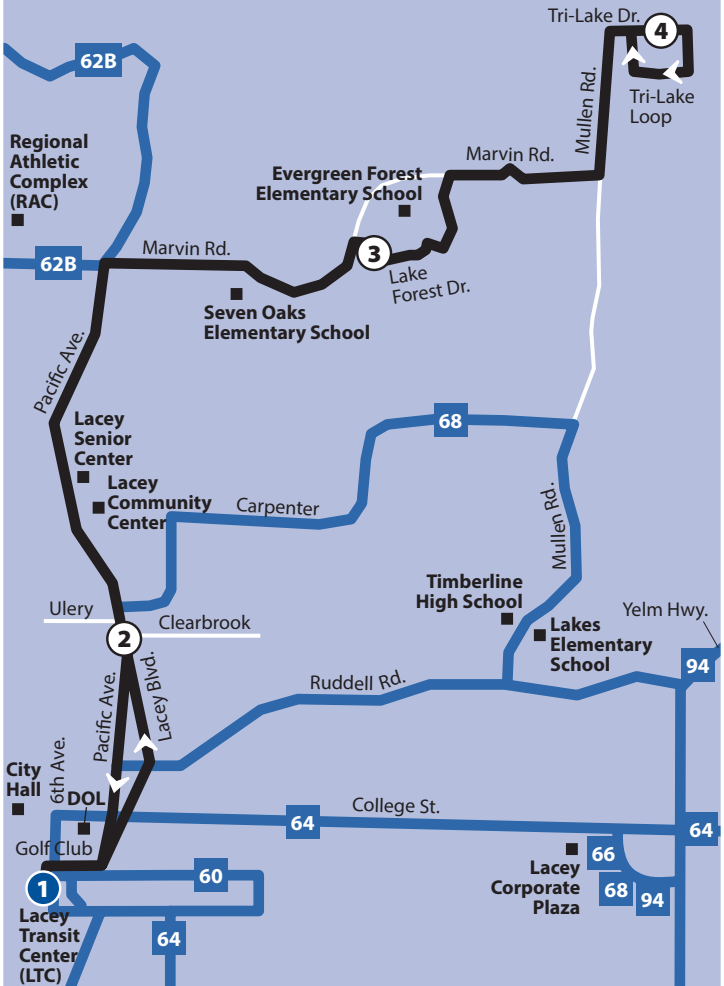 Tri-Lake Dr.
4
62B
Mullen Rd.
Tri-Lake
Loop
Regional
Athletic
Complex
(RAC)
Marvin Rd.
Evergreen Forest
Elementary School
62B
Marvin Rd.
3
Lake
Forest Dr.
Seven Oaks
Elementary School
Pacific Ave.
68
Lacey
Senior
Center
Lacey
Community
Center
Carpenter
Mullen Rd.
Timberline
High School
Ulery
Clearbrook
2
Lakes
Elementary
School
Yelm Hwy.
94
Ruddell Rd.
Pacific Ave.
Lacey Blvd.
City
Hall
6th Ave.
DOL
College St.
64
64
Golf Club
1
60
66
Lacey
Corporate
Plaza
68
94
Lacey
Transit
Center
(LTC)
64